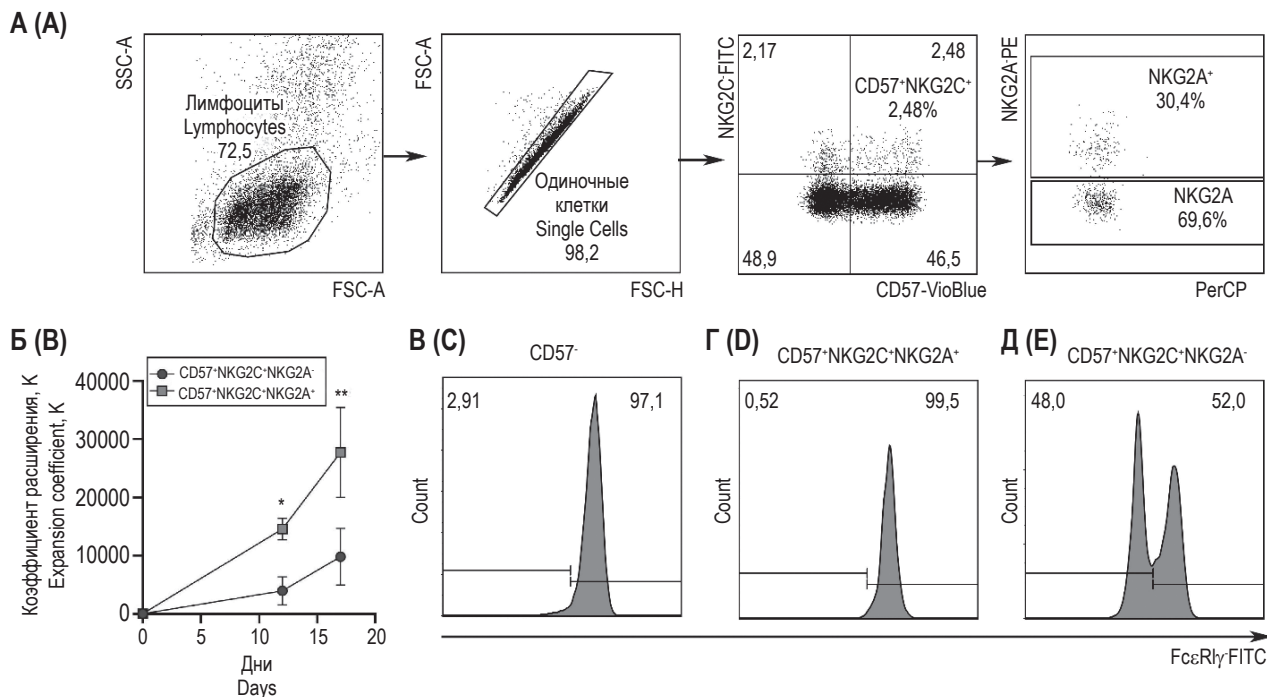 А (A)
SSC-A
Лимфоциты
Lymphocytes
72,5
FSC-A
FSC-A
Одиночные
клетки
Single Cells
98,2
FSC-H
NKG2C-FITC
2,17
2,48
CD57⁺NKG2C⁺
2,48%
48,9
46,5
CD57-VioBlue
NKG2A-PE
NKG2A⁺
30,4%
NKG2A
69,6%
PerCP
Б (B)
Коэффициент расширения, К
Expansion coefficient, K
40000
30000
20000
10000
0
CD57⁺NKG2C⁺NKG2A⁻
CD57⁺NKG2C⁺NKG2A⁺
*
**
0 5 10 15 20
Дни
Days
В (C)
CD57⁻
2,91
97,1
Count
Г (D)
CD57⁺NKG2C⁺NKG2A⁺
0,52
99,5
Count
Д (E)
CD57⁺NKG2C⁺NKG2A⁻
48,0
52,0
Count
FcεRIγ-FITC